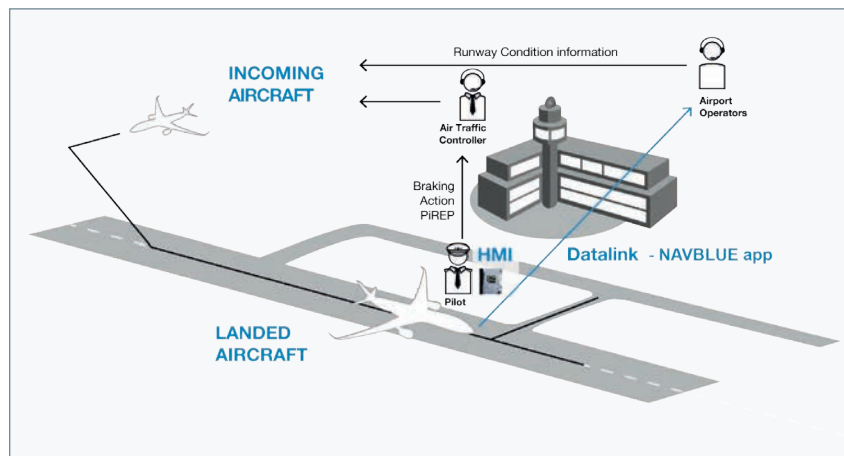 Runway Condition information
INCOMING
AIRCRAFT
Air Traffic
Controller
Airport
Operators
Braking
Action
PiREP
HMI
Datalink - NAVBLUE app
Pilot
LANDED
AIRCRAFT